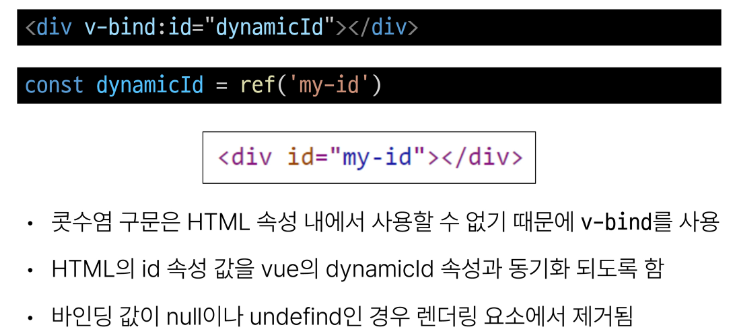 <div v-bind:id="dynamicId"></div>
const dynamicId = ref('my-id')
<div id="my-id"></div>
• 콧수염 구문은 HTML 속성 내에서 사용할 수 없기 때문에 v-bind를 사용
• HTML의 id 속성 값을 vue의 dynamicId 속성과 동기화 되도록 함
• 바인딩 값이 null이나 undefind인 경우 렌더링 요소에서 제거됨